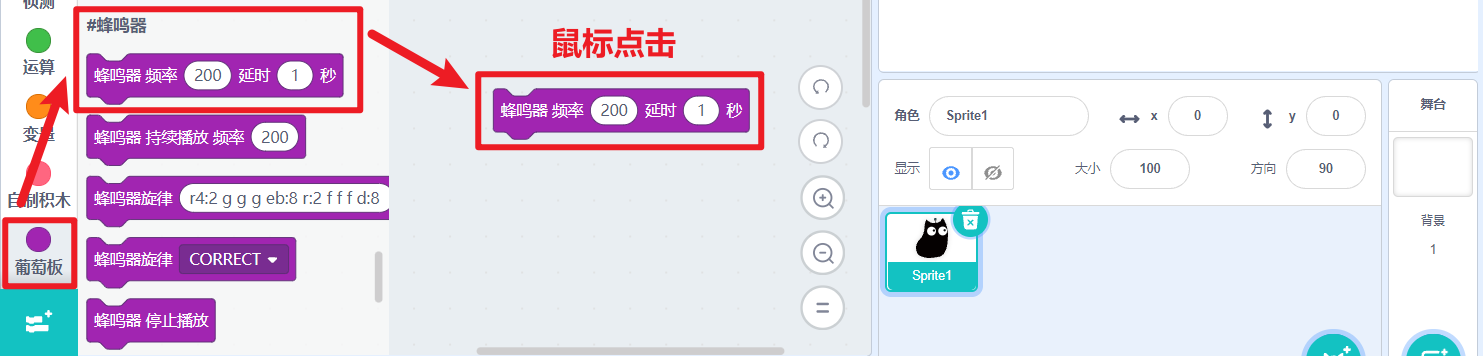 侦测
运算
变量
自制积木
葡萄板
#蜂鸣器
蜂鸣器 频率 200 延时 1 秒
蜂鸣器 持续播放 频率 200
蜂鸣器旋律 r4:2 g g g eb:8 r:2 f f f d:8
蜂鸣器旋律 CORRECT
蜂鸣器 停止播放
鼠标点击
蜂鸣器 频率 200 延时 1 秒
角色 Sprite1 x 0 y 0
显示 大小 100 方向 90
Sprite1
舞台
背景
1